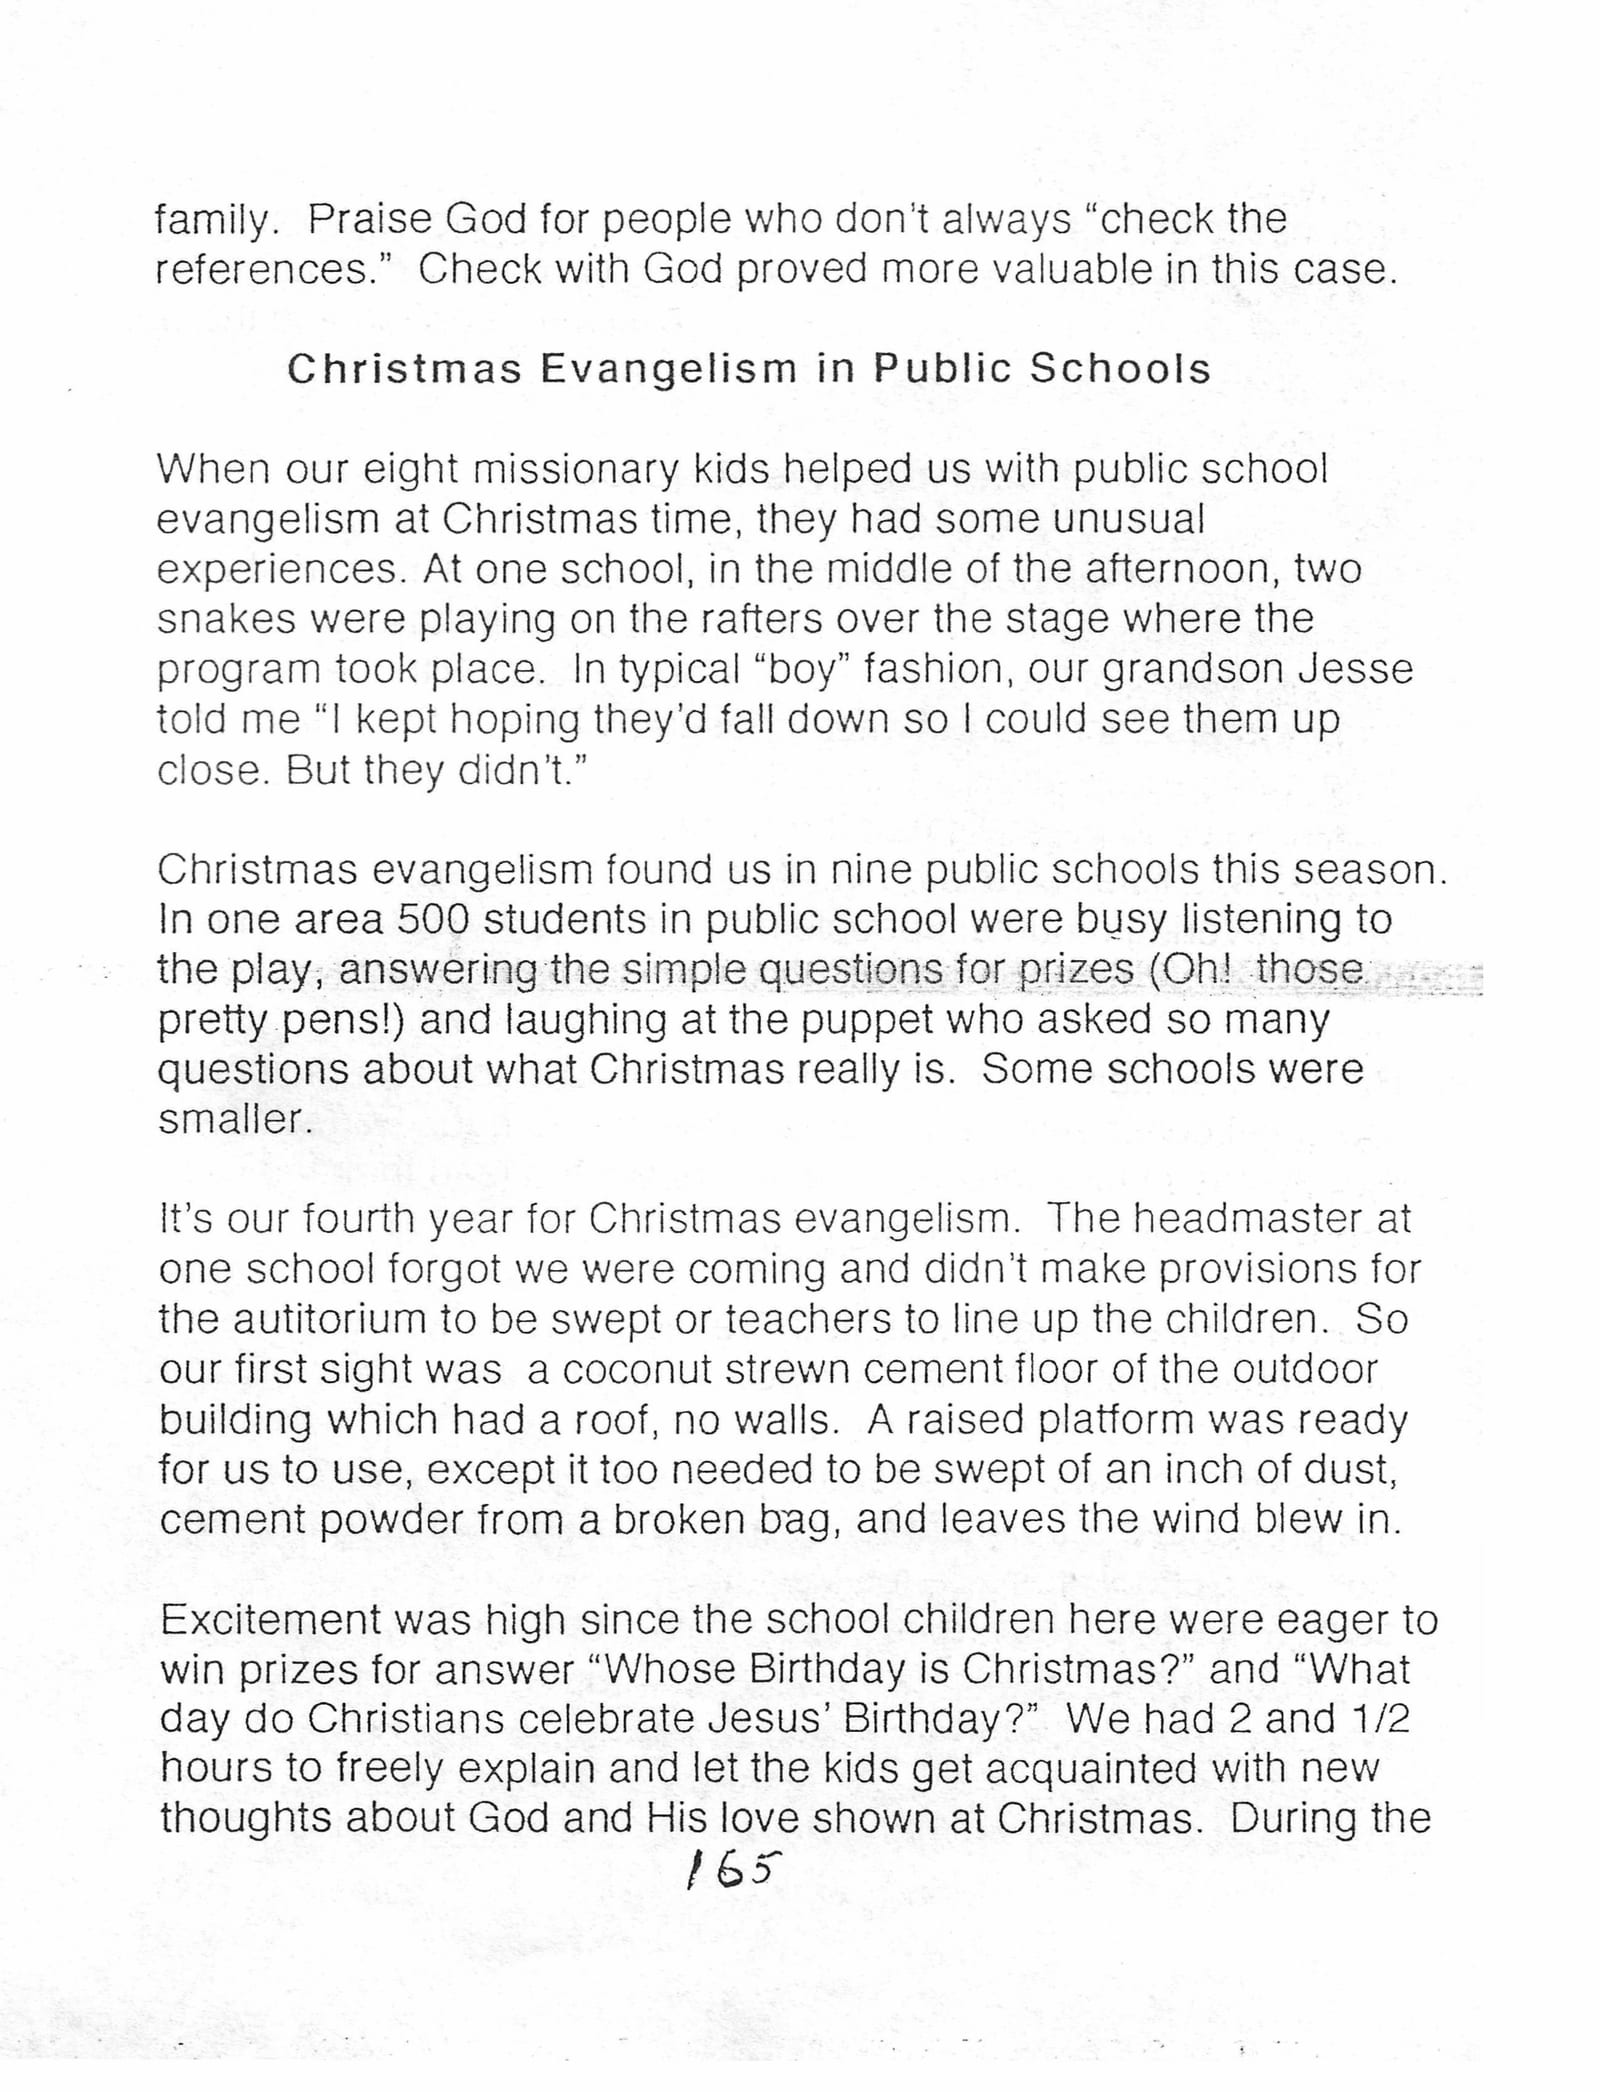 family.  Praise God for people who don't always "check the
references."  Check with God proved more valuable in this case.
Christmas Evangelism in Public Schools
When our eight missionary kids helped us with public school
evangelism at Christmas time, they had some unusual
experiences. At one school, in the middle of the afternoon, two
snakes were playing on the rafters over the stage where the
program took place.  In typical "boy" fashion, our grandson Jesse
told me "I kept hoping they'd fall down so I could see them up
close. But they didn't."
Christmas evangelism found us in nine public schools this season.
In one area 500 students in public school were busy listening to
the play, answering the simple questions for prizes (Oh!  those
pretty pens!) and laughing at the puppet who asked so many
questions about what Christmas really is.  Some schools were
smaller.
It's our fourth year for Christmas evangelism.  The headmaster at
one school forgot we were coming and didn't make provisions for
the autitorium to be swept or teachers to line up the children.  So
our first sight was  a coconut strewn cement floor of the outdoor
building which had a roof, no walls.  A raised platform was ready
for us to use, except it too needed to be swept of an inch of dust,
cement powder from a broken bag, and leaves the wind blew in.
Excitement was high since the school children here were eager to
win prizes for answer "Whose Birthday is Christmas?" and "What
day do Christians celebrate Jesus' Birthday?"  We had 2 and 1/2
hours to freely explain and let the kids get acquainted with new
thoughts about God and His love shown at Christmas.  During the
165